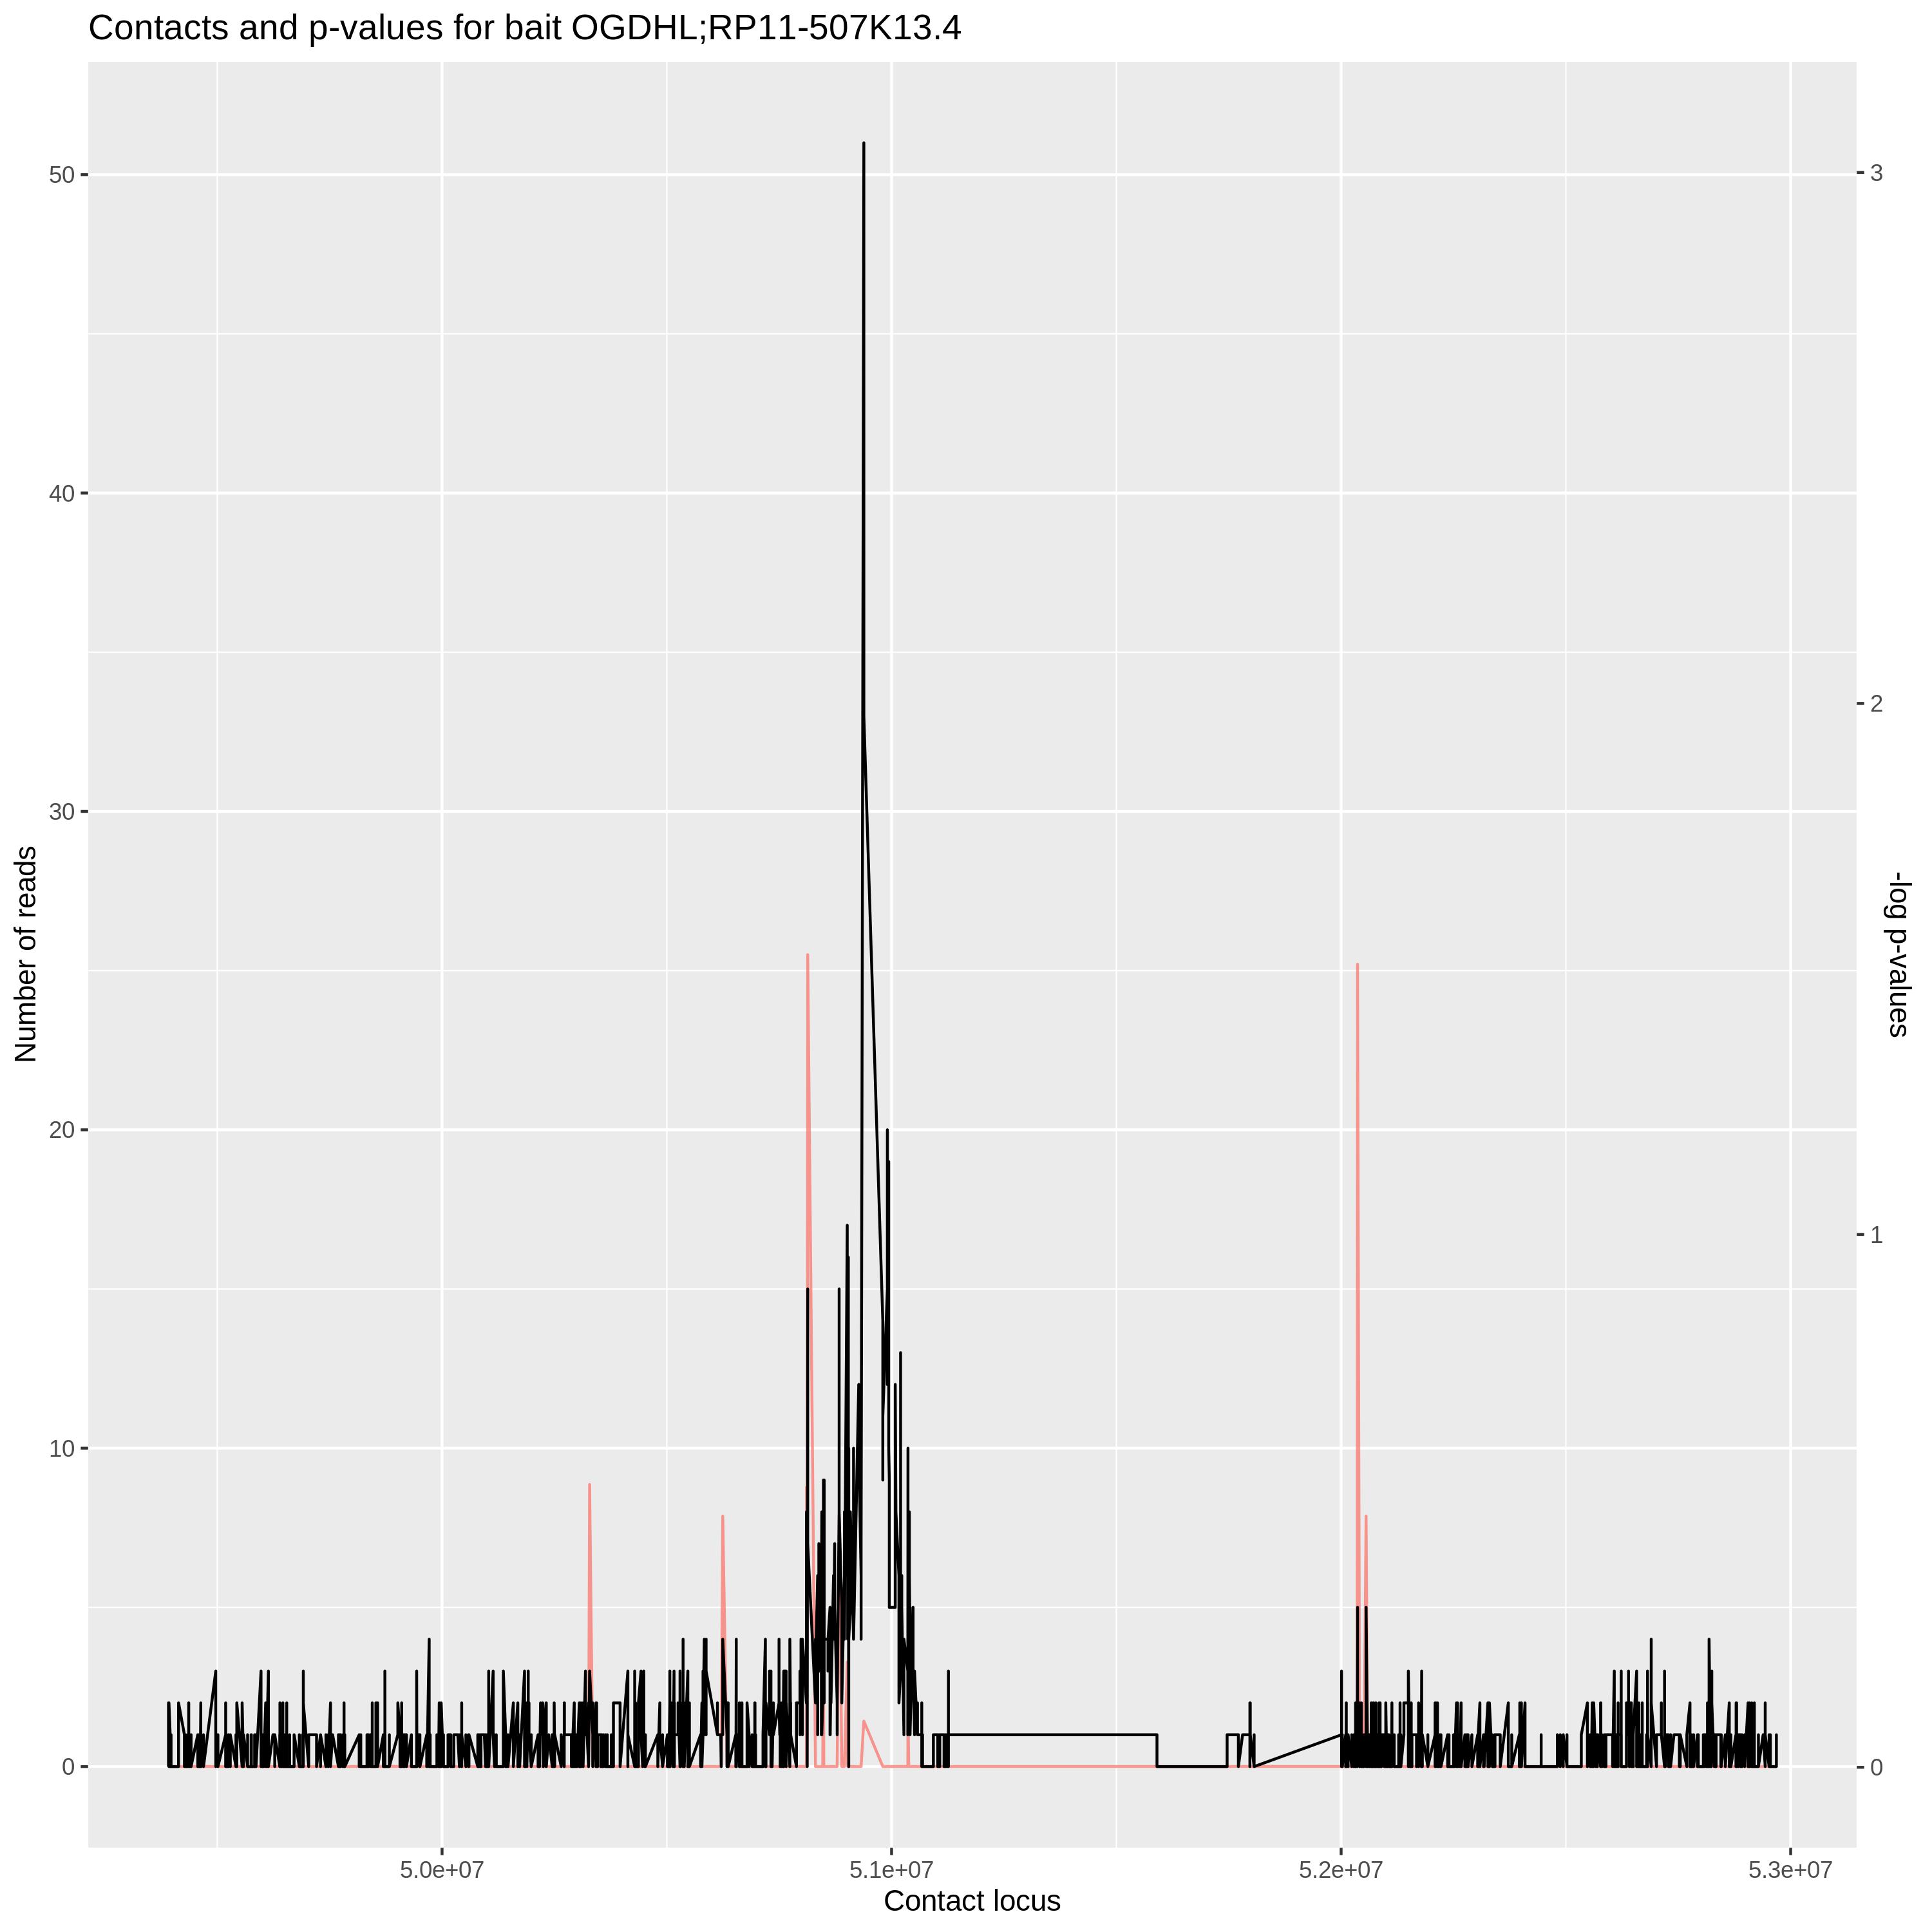 Contacts and p-values for bait OGDHL;RP11-507K13.4
50
40
30
20
10
0
Number of reads
3
2
1
0
-log p-values
5.0e+07 5.1e+07 5.2e+07 5.3e+07
Contact locus